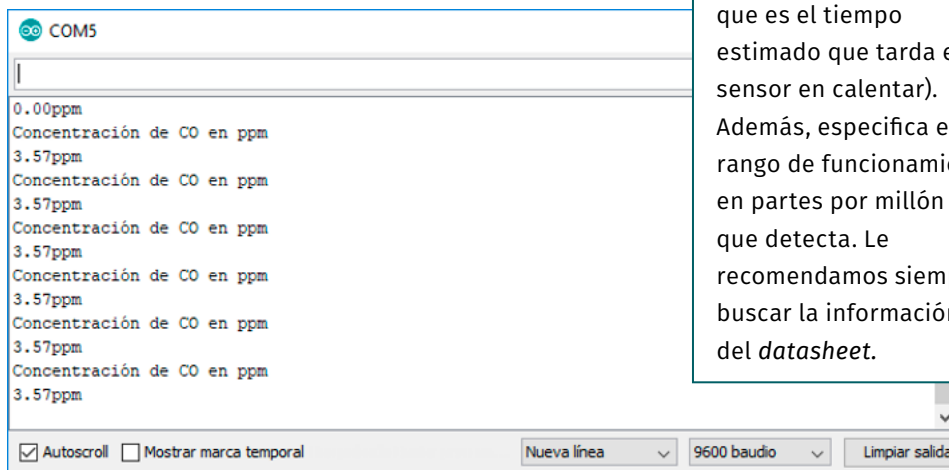 COM5
0.00ppm
Concentración de CO en ppm
3.57ppm
Concentración de CO en ppm
3.57ppm
Concentración de CO en ppm
3.57ppm
Concentración de CO en ppm
3.57ppm
Concentración de CO en ppm
3.57ppm
Concentración de CO en ppm
3.57ppm
Autoscroll Mostrar marca temporal Nueva línea 9600 baudio Limpiar
que es el tiempo
estimado que tarda
sensor en calentar).
Además, especifica
rango de
en partes por millón
que detecta. Le
recomendamos
buscar la
del datasheet.